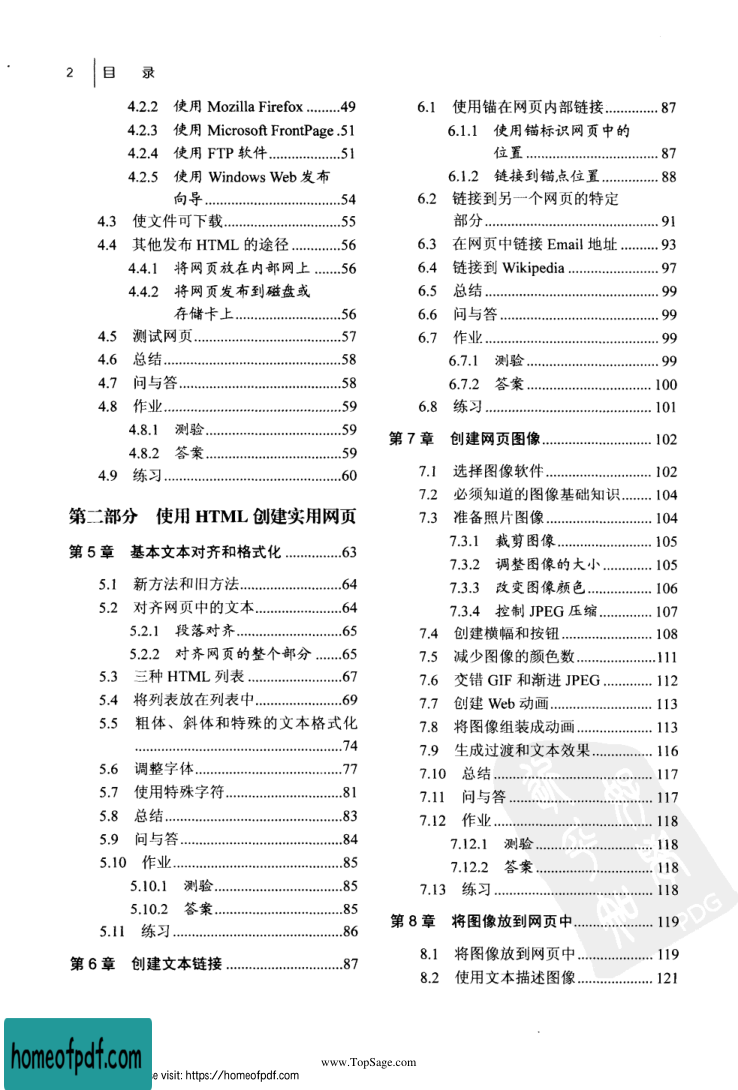 2 目 录
4.2.2 使用 Mozilla Firefox .........49
4.2.3 使用 Microsoft FrontPage .51
4.2.4 使用 FTP 软件...................51
4.2.5 使用 Windows Web 发布
向导....................................54
4.3 使文件可下载...............................55
4.4 其他发布 HTML 的途径.............56
4.4.1 将网页放在内部网上 .......56
4.4.2 将网页发布到磁盘或
存储卡上............................56
4.5 测试网页.......................................57
4.6 总结...............................................58
4.7 问与答...........................................58
4.8 作业...............................................59
4.8.1 测验....................................59
4.8.2 答案....................................59
4.9 练习...............................................60
第二部分 使用 HTML 创建实用网页
第 5 章 基本文本对齐和格式化 ...............63
5.1 新方法和旧方法...........................64
5.2 对齐网页中的文本.......................64
5.2.1 段落对齐............................65
5.2.2 对齐网页的整个部分 .......65
5.3 三种 HTML 列表 .........................67
5.4 将列表放在列表中.......................69
5.5 粗体、斜体和特殊的文本格式化
.......................................................74
5.6 调整字体.......................................77
5.7 使用特殊字符...............................81
5.8 总结...............................................83
5.9 问与答...........................................84
5.10 作业.............................................85
5.10.1 测验..................................85
5.10.2 答案..................................85
5.11 练习.............................................86
第 6 章 创建文本链接 ...............................87
6.1 使用锚在网页内部链接.............. 87
6.1.1 使用锚标识网页中的
位置................................... 87
6.1.2 链接到锚点位置............... 88
6.2 链接到另一个网页的特定
部分.............................................. 91
6.3 在网页中链接 Email 地址 .......... 93
6.4 链接到 Wikipedia ........................ 97
6.5 总结.............................................. 99
6.6 问与答.......................................... 99
6.7 作业.............................................. 99
6.7.1 测验................................... 99
6.7.2 答案................................. 100
6.8 练习............................................ 101
第 7 章 创建网页图像............................. 102
7.1 选择图像软件............................ 102
7.2 必须知道的图像基础知识........ 104
7.3 准备照片图像............................ 104
7.3.1 裁剪图像......................... 105
7.3.2 调整图像的大小............. 105
7.3.3 改变图像颜色................. 106
7.3.4 控制 JPEG 压缩.............. 107
7.4 创建横幅和按钮........................ 108
7.5 减少图像的颜色数.....................111
7.6 交错 GIF 和渐进 JPEG ............. 112
7.7 创建 Web 动画........................... 113
7.8 将图像组装成动画.................... 113
7.9 生成过渡和文本效果................ 116
7.10 总结.......................................... 117
7.11 问与答...................................... 117
7.12 作业.......................................... 118
7.12.1 测验............................... 118
7.12.2 答案............................... 118
7.13 练习.......................................... 118
第 8 章 将图像放到网页中..................... 119
8.1 将图像放到网页中.................... 119
8.2 使用文本描述图像.................... 121
PDG
homeofpdf.com
www.TopSage.com
e visit: https://homeofpdf.com